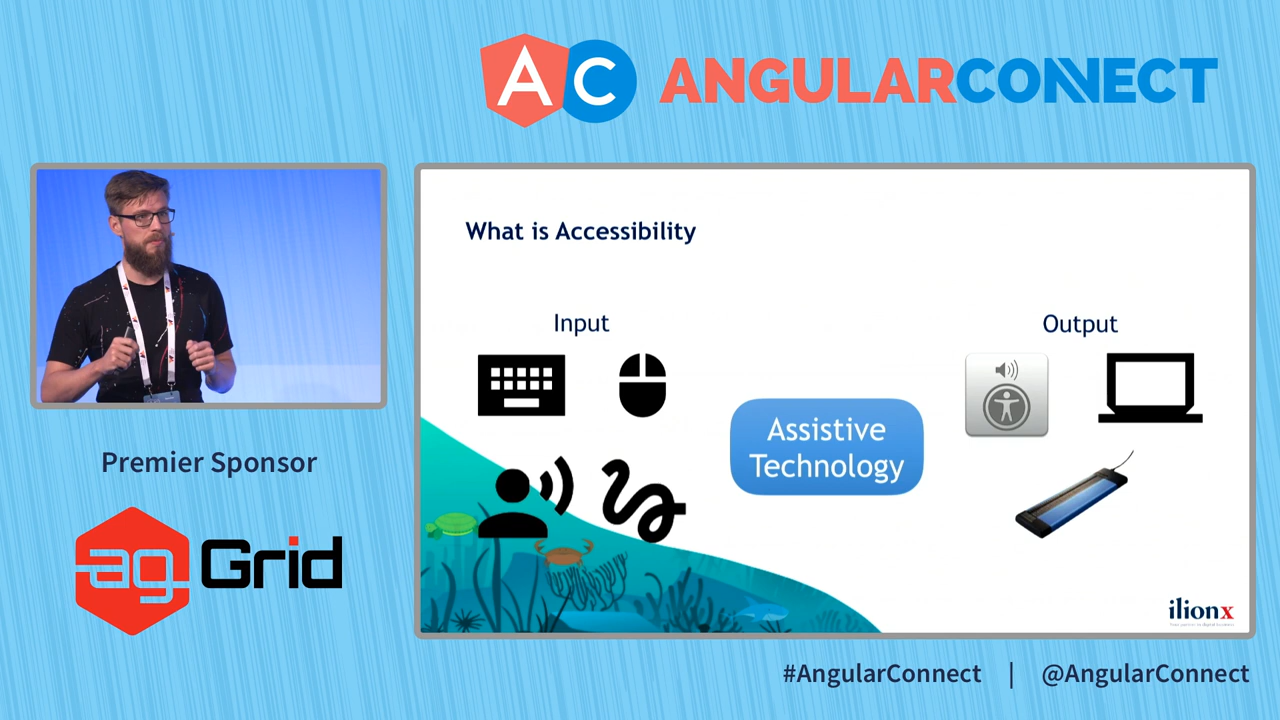 AC ANGULARCONNECT
What is Accessibility
Input
Output
Assistive
Technology
Premier Sponsor
ag Grid
ilionx
#AngularConnect | @AngularConnect